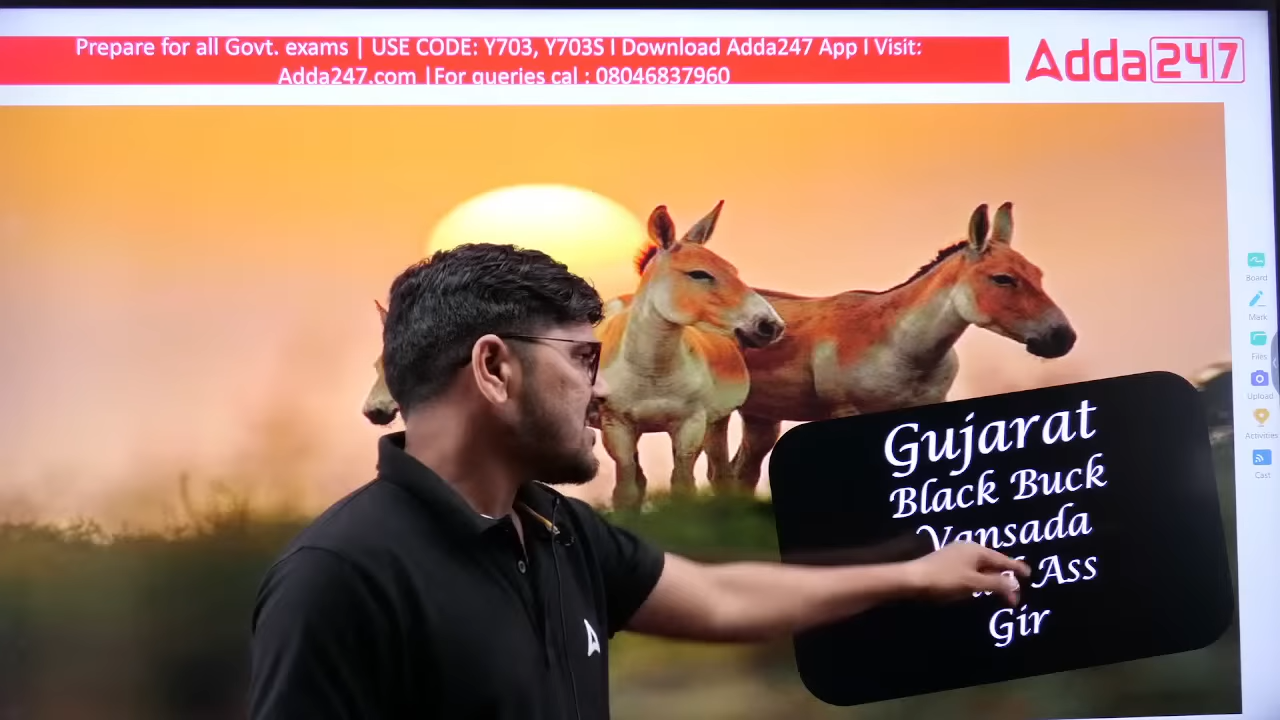 Prepare for all Govt. exams | USE CODE: Y703, Y703S I Download Adda247 App I Visit:
Adda247.com |For queries cal : 08046837960
Adda247
Board
Mark
Files
Upload
Activities
Cast
Gujarat
Black Buck
Vansada
Ass
Gir